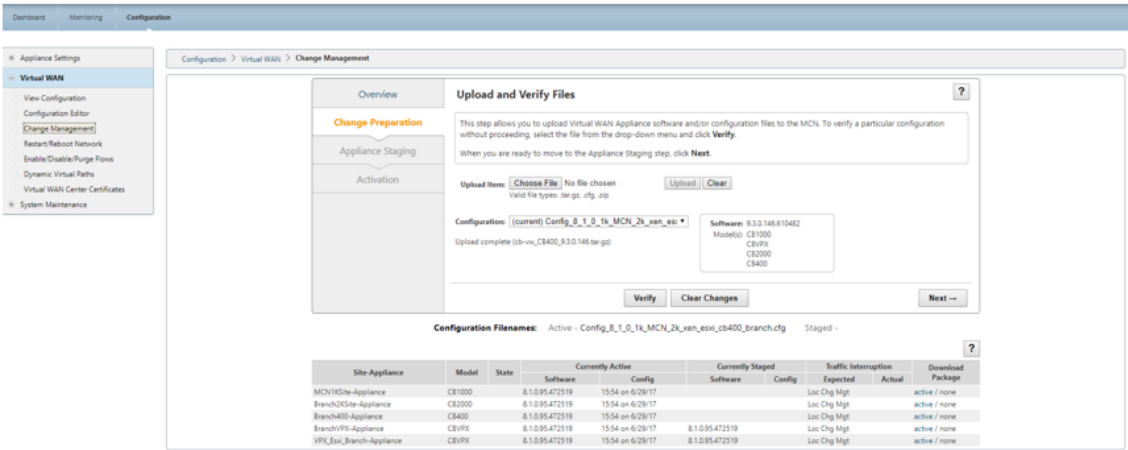 Dashboard Monitoring Configuration
Appliance Settings
Virtual WAN
View Configuration
Configuration Editor
Change Management
Restart/Reboot Network
Enable/Disable/Purge Flows
Dynamic Virtual Paths
Virtual WAN Center Certificates
System Maintenance
Configuration > Virtual WAN > Change Management
Overview
Change Preparation
Appliance Staging
Activation
Upload and Verify Files
?
This step allows you to upload Virtual WAN Appliance software and/or configuration files to the MCN. To verify a particular configuration
without proceeding, select the file from the drop-down menu and click Verify.
When you are ready to move to the Appliance Staging step, click Next.
Upload Item: Choose File No file chosen Upload Clear
Valid file types: .tar.gz, .cfg, .zip
Configuration: (current) Config_8_1_0_1k_MCN_2k_xen_esx
Upload complete (cb-vw_CB400_9.3.0.146.tar.gz)
Software: 9.3.0.146.610482
Model(s): CB1000
CBVPX
CB2000
CB400
Verify Clear Changes Next →
Configuration Filenames: Active - Config_8_1_0_1k_MCN_2k_xen_esxi_cb400_branch.cfg Staged -
?
Site-Appliance Model State Currently Active Currently Staged Traffic Interruption Download Package
Software Config Software Config Expected Actual
MCN1KSite-Appliance CB1000 8.1.0.95.472519 15:54 on 6/29/17 Loc Chg Mgt active / none
Branch2KSite-Appliance CB2000 8.1.0.95.472519 15:54 on 6/29/17 Loc Chg Mgt active / none
Branch400-Appliance CB400 8.1.0.95.472519 15:54 on 6/29/17 Loc Chg Mgt active / none
BranchVPX-Appliance CBVPX 8.1.0.95.472519 15:54 on 6/29/17 8.1.0.95.472519 Loc Chg Mgt active / none
VPX_Esxi_Branch-Appliance CBVPX 8.1.0.95.472519 15:54 on 6/29/17 8.1.0.95.472519 Loc Chg Mgt active / none